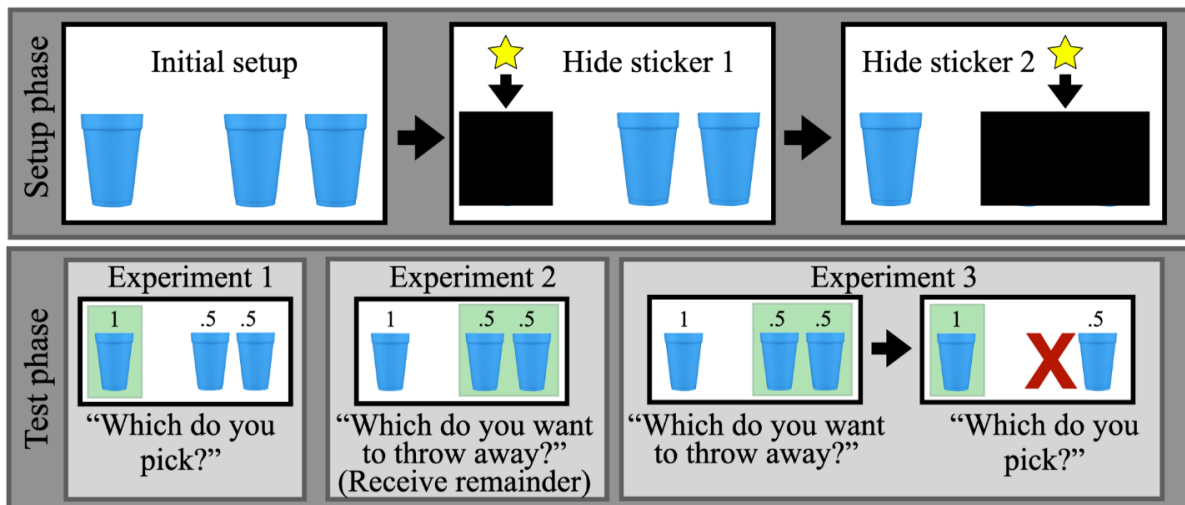 Setup phase
Initial setup
Hide sticker 1
Hide sticker 2
Test phase
Experiment 1
1 .5 .5
“Which do you
pick?”
Experiment 2
1 .5 .5
“Which do you want
to throw away?”
(Receive remainder)
Experiment 3
1 .5 .5
“Which do you want
to throw away?”
1 X .5
“Which do you
pick?”